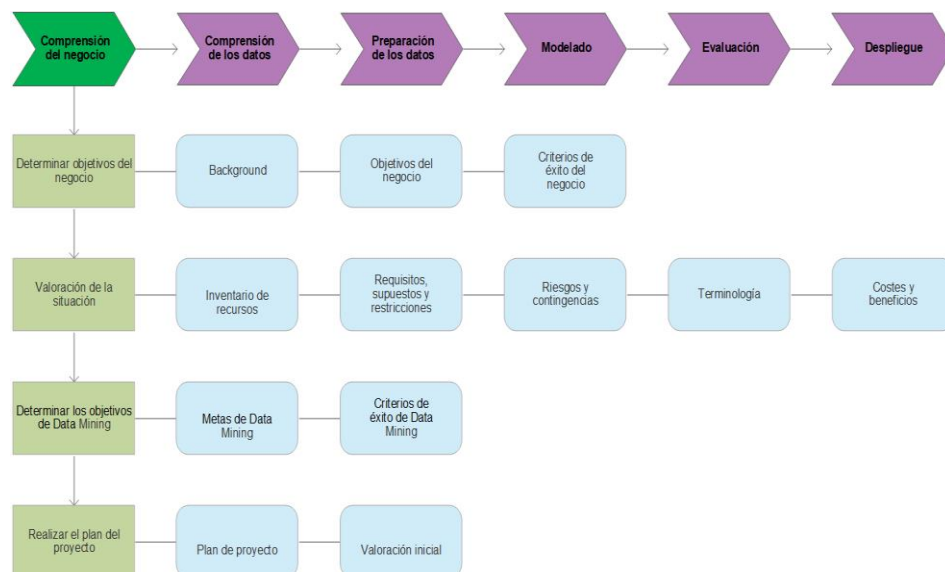 Comprensión
del negocio
Comprensión
de los datos
Preparación
de los datos
Modelado
Evaluación
Despliegue
Determinar objetivos del
negocio
Background
Objetivos del
negocio
Criterios de
éxito del
negocio
Valoración de la
situación
Inventario de
recursos
Requisitos,
supuestos y
restricciones
Riesgos y
contingencias
Terminología
Costes y
beneficios
Determinar los objetivos
de Data Mining
Metas de Data
Mining
Criterios de
éxito de Data
Mining
Realizar el plan del
proyecto
Plan de proyecto
Valoración inicial